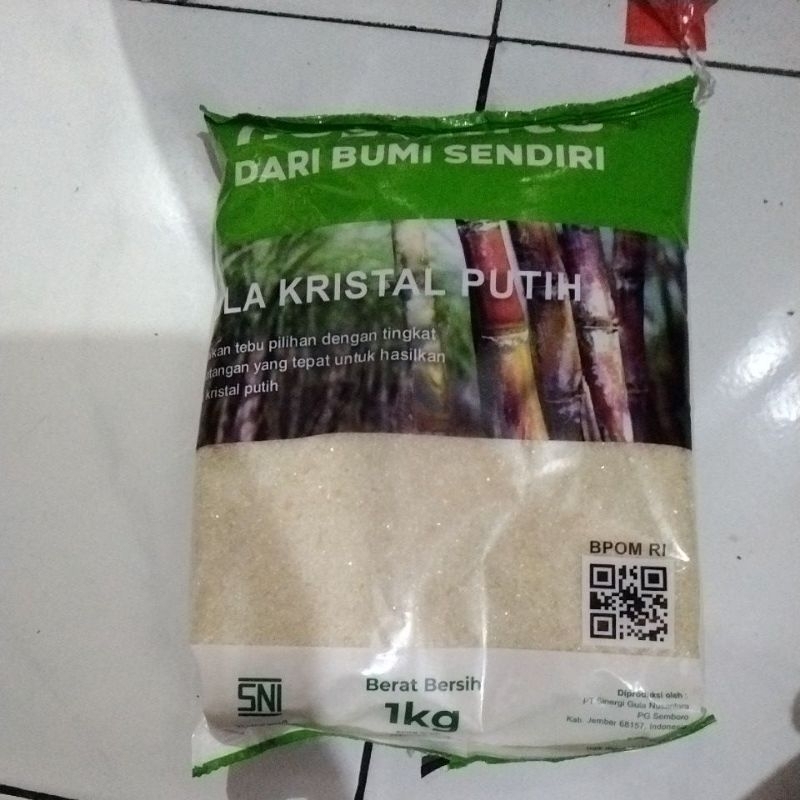 DARI BUMI SENDIRI
LA KRISTAL PUTIH
kan tebu pilihan dengan tingkat
tangan yang tepat untuk hasilkan
kristal putih
BPOM RI
SNI
Berat Bersih
1kg
Diproduksi oleh :
PT Sinergi Gula Nusantara
PG Semboro
Kab. Jember 68157, Indonesia